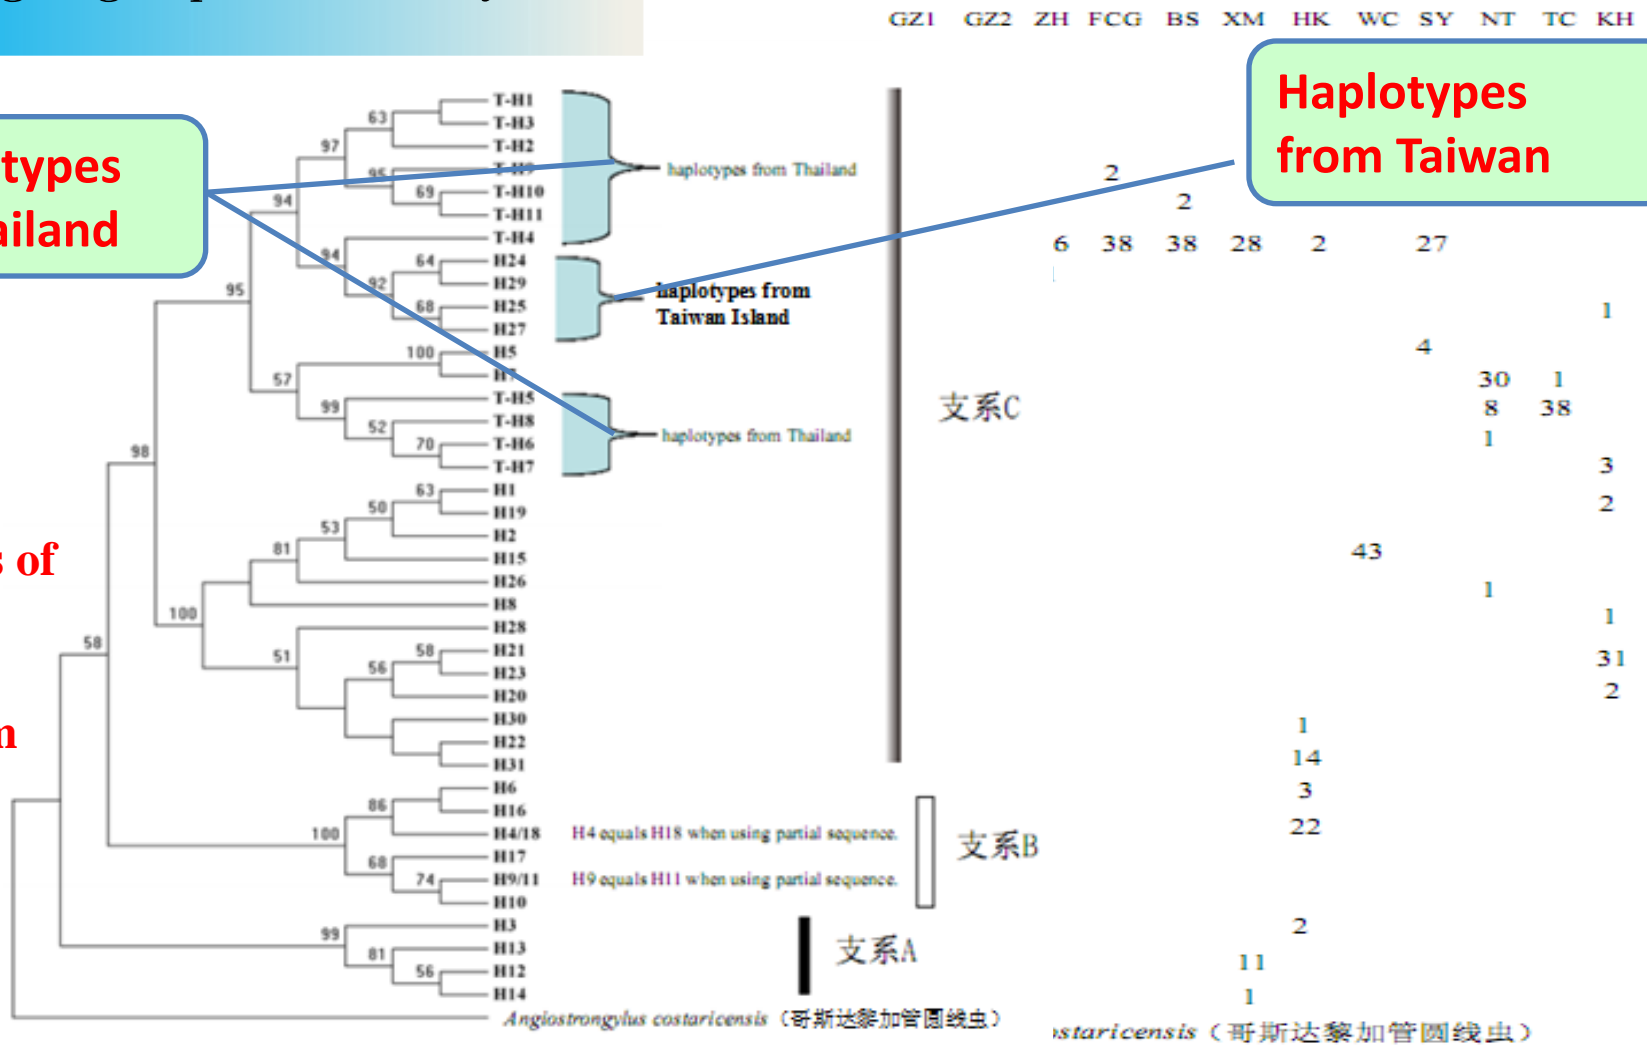 GZ1 GZ2 ZH FCG BS XM HK WC SY NT TC KH
Haplotypes
from Taiwan
types
ailand
s of
m
T-H1
63
T-H3
97
T-H2
T-H9
haplotypes from Thailand
95
69
T-H10
94
T-H11
T-H4
94
64
H24
92
H29
haplotypes from
Taiwan Island
95
68
H25
H27
100
H5
57
H7
99
T-H5
52
T-H8
haplotypes from Thailand
70
T-H6
98
T-H7
63
H1
50
H19
53
H2
81
H15
H26
100
H8
58
H28
51
58
H21
56
H23
H20
H30
H22
H31
支系C
86
H6
H16
100
H4/18 H4 equals H18 when using partial sequence.
68
H17
74
H9/11 H9 equals H11 when using partial sequence.
H10
支系B
99
H3
81
H13
56
H12
H14
支系A
Angiostrongylus costaricensis（哥斯达黎加管圆线虫）
2
2
6 38 38 28 2 27
1
4
30 1
8 38
1
3
2
43
1
1
31
2
1
14
3
22
2
11
1
ostaricensis（哥斯达黎加管圆线虫）